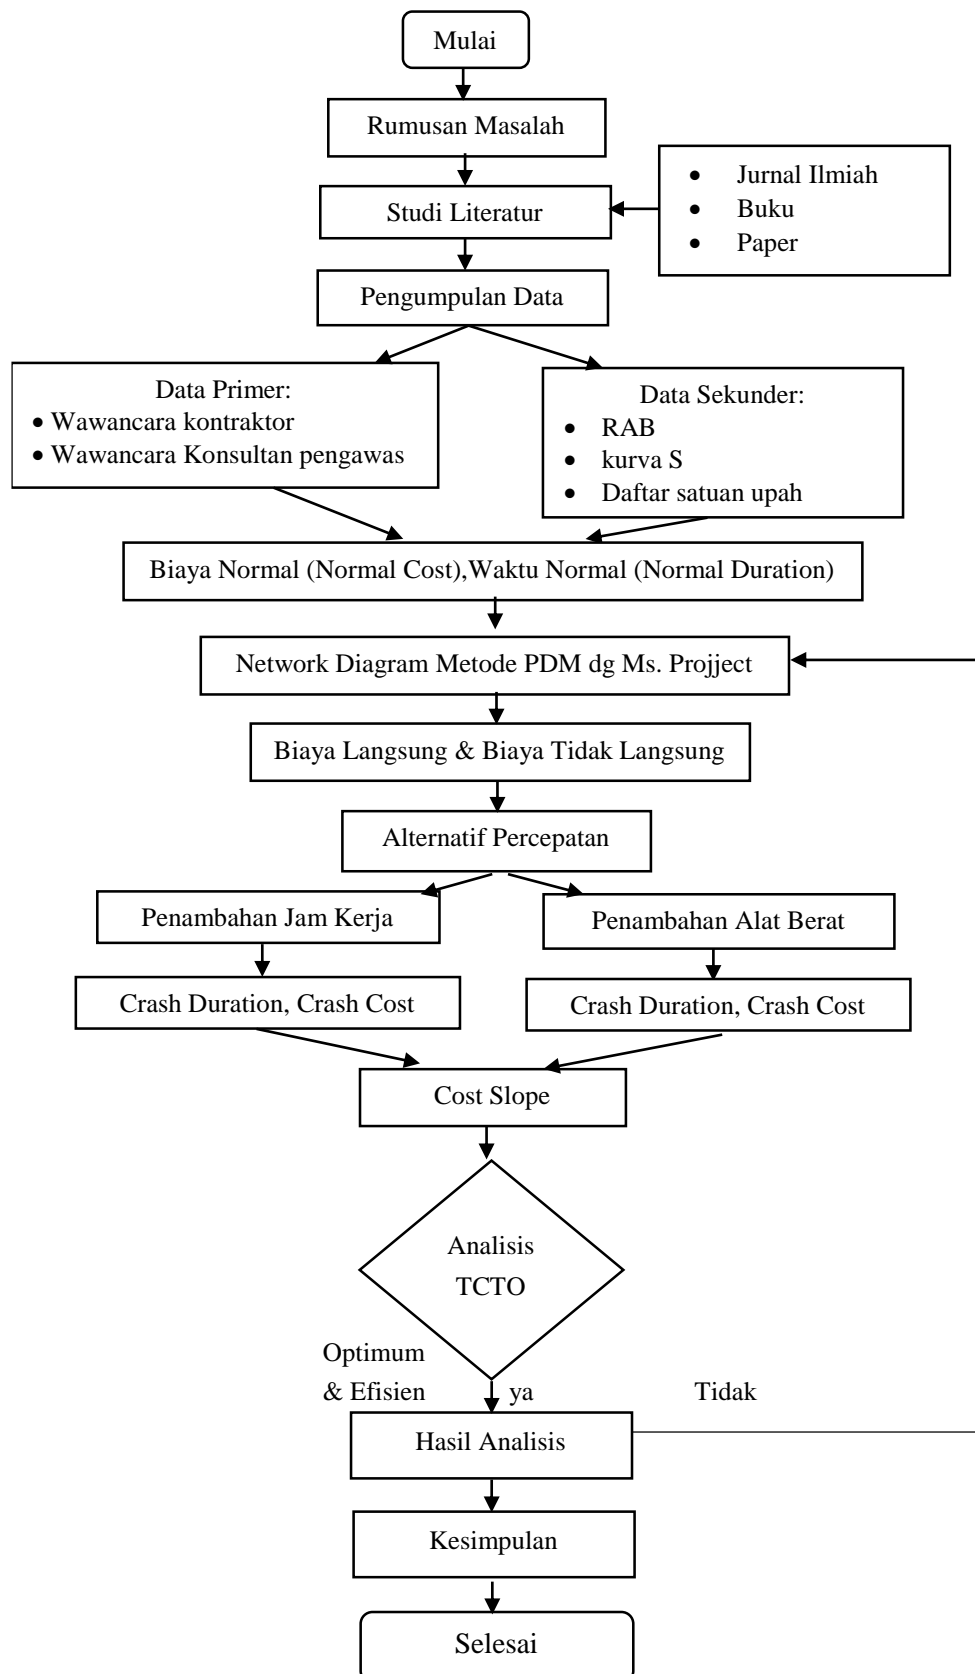 Mulai
Rumusan Masalah
• Jurnal Ilmiah
• Buku
• Paper
Studi Literatur
Pengumpulan Data
Data Primer:
• Wawancara kontraktor
• Wawancara Konsultan pengawas
Data Sekunder:
• RAB
• kurva S
• Daftar satuan upah
Biaya Normal (Normal Cost),Waktu Normal (Normal Duration)
Network Diagram Metode PDM dg Ms. Projject
Biaya Langsung & Biaya Tidak Langsung
Alternatif Percepatan
Penambahan Jam Kerja
Penambahan Alat Berat
Crash Duration, Crash Cost
Crash Duration, Crash Cost
Cost Slope
Analisis
TCTO
Optimum
& Efisien
ya
Tidak
Hasil Analisis
Kesimpulan
Selesai